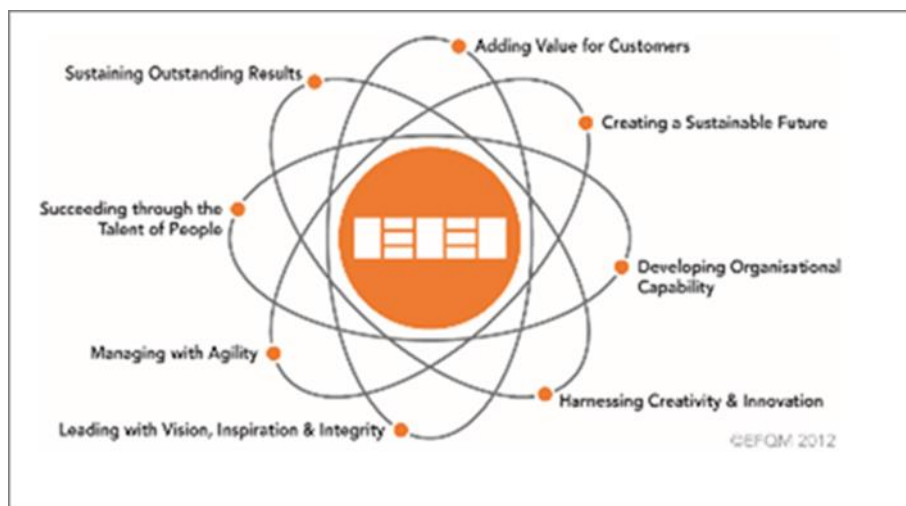 Adding Value for Customers
Sustaining Outstanding Results
Creating a Sustainable Future
Succeeding through the
Talent of People
Developing Organisational
Capability
Managing with Agility
Harnessing Creativity & Innovation
Leading with Vision, Inspiration & Integrity
©EFQM 2012